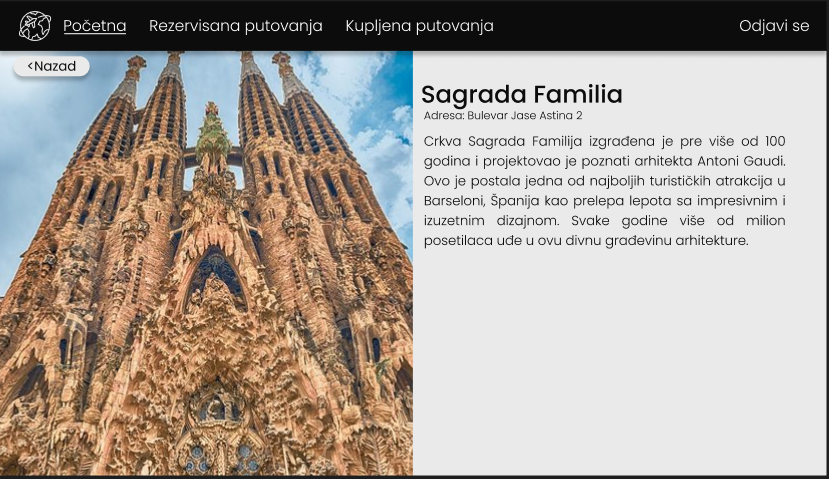 Početna Rezervisana putovanja Kupljena putovanja Odjavi se
<Nazad
Sagrada Familia
Adresa: Bulevar Jase Astina 2
Crkva Sagrada Familija izgrađena je pre više od 100
godina i projektovao je poznati arhitekta Antoni Gaudi.
Ovo je postala jedna od najboljih turističkih atrakcija u
Barseloni, Španija kao prelepa lepota sa impresivnim i
izuzetnim dizajnom. Svake godine više od milion
posetilaca uđe u ovu divnu građevinu arhitekture.